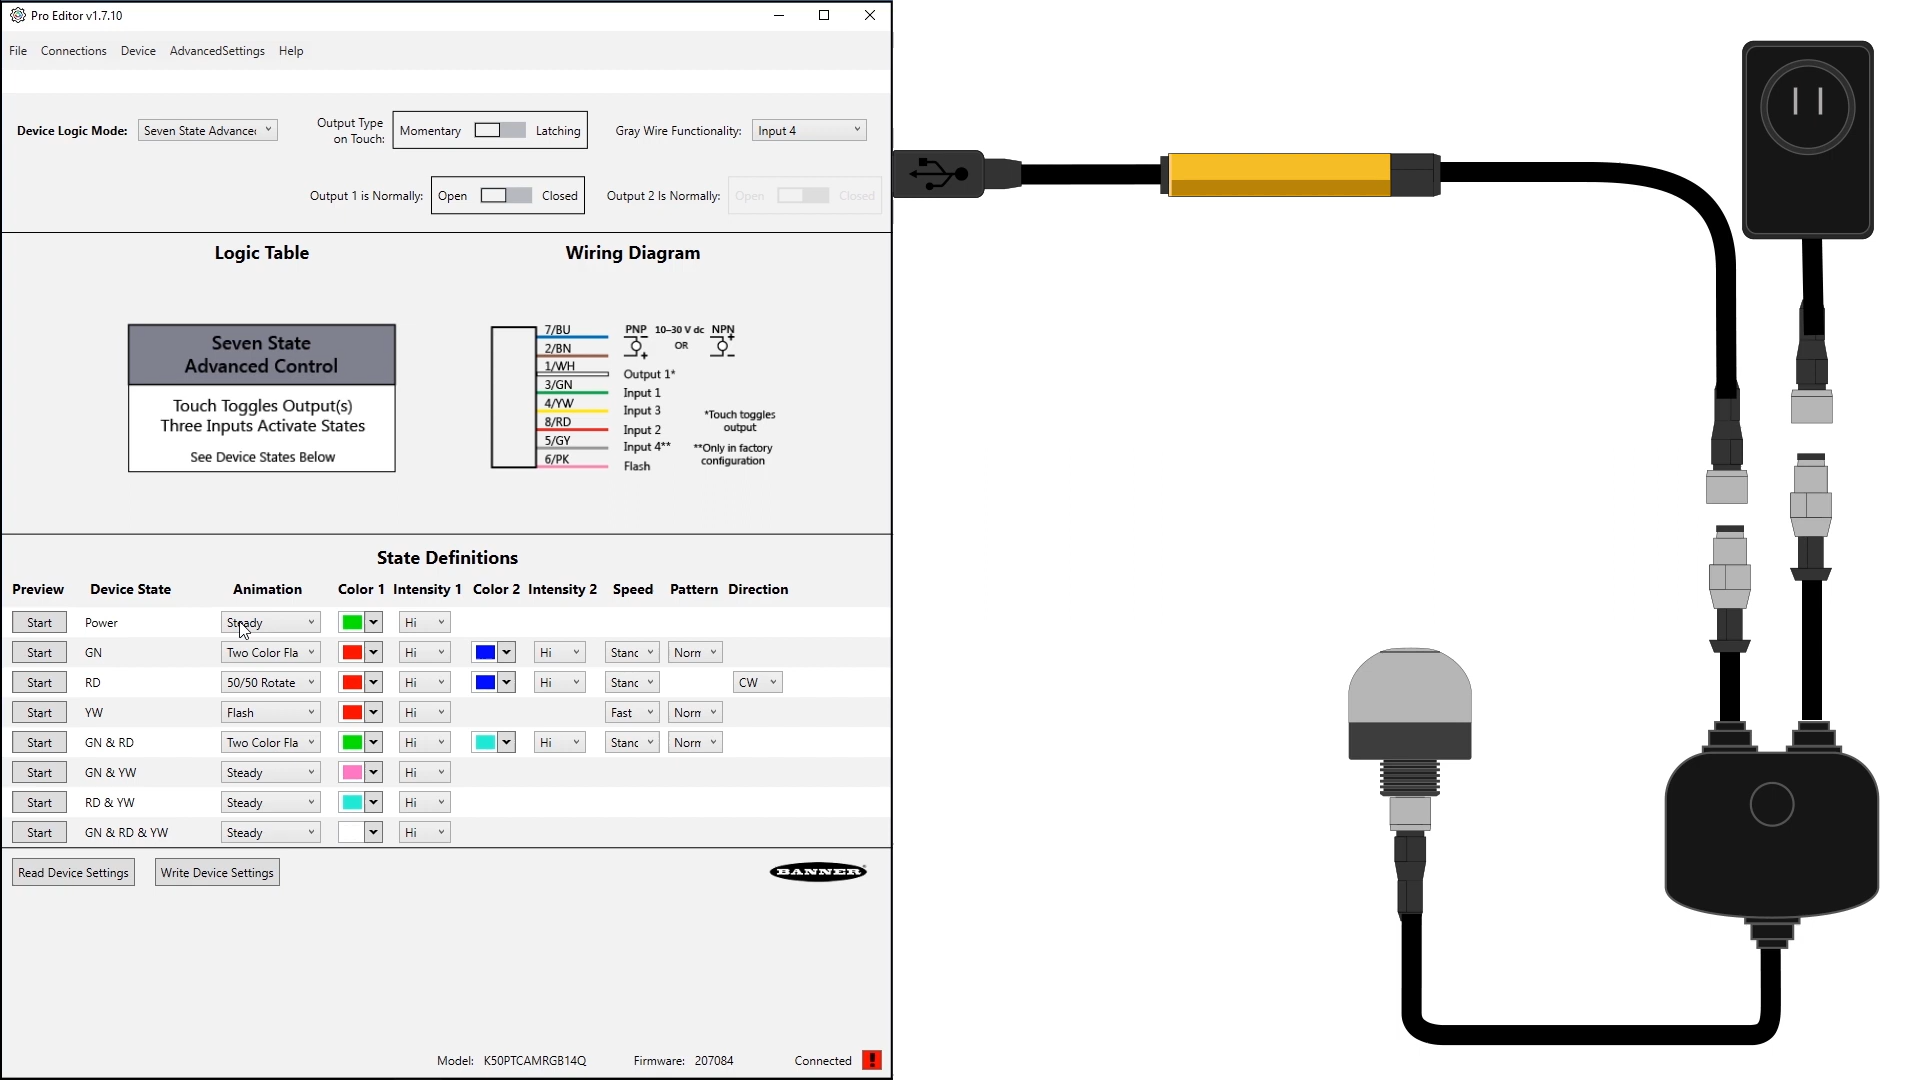 Pro Editor v1.7.10
File Connections Device AdvancedSettings Help
Device Logic Mode: Seven State Advancec
Output Type
on Touch:
Momentary Latching
Gray Wire Functionality: Input 4
Output 1 is Normally: Open Closed
Output 2 Is Normally: Open Closed
Logic Table
Seven State
Advanced Control
Touch Toggles Output(s)
Three Inputs Activate States
See Device States Below
Wiring Diagram
7/BU
2/BN
1/WH
3/GN
4/YW
8/RD
5/GY
6/PK
PNP 10–30 V dc NPN
OR
Output 1*
Input 1
Input 3
Input 2
Input 4**
Flash
*Touch toggles
output
**Only in factory
configuration
State Definitions
Preview Device State Animation Color 1 Intensity 1 Color 2 Intensity 2 Speed Pattern Direction
Start Power Steady Hi
Start GN Two Color Fla Hi Hi Stanc Norm
Start RD 50/50 Rotate Hi Hi Stanc CW
Start YW Flash Hi Fast Norm
Start GN & RD Two Color Fla Hi Hi Stanc Norm
Start GN & YW Steady Hi
Start RD & YW Steady Hi
Start GN & RD & YW Steady Hi
Read Device Settings Write Device Settings
BANNER
Model: K50PTCAMRGB14Q Firmware: 207084 Connected